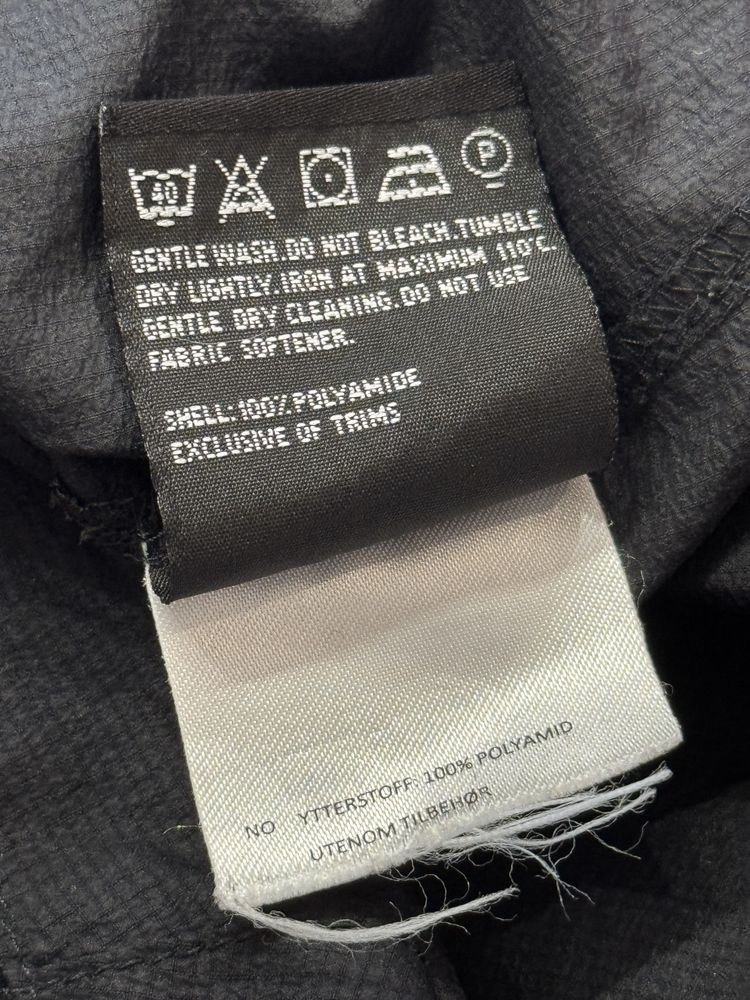 40 P
GENTLE WASH.DO NOT BLEACH.TUMBLE
DRY LIGHTLY.IRON AT MAXIMUM 110°C.
GENTLE DRY CLEANING.DO NOT USE
FABRIC SOFTENER.
SHELL:100%POLYAMIDE
EXCLUSIVE OF TRIMS
NO YTTERSTOFF: 100% POLYAMID
UTENOM TILBEHØR